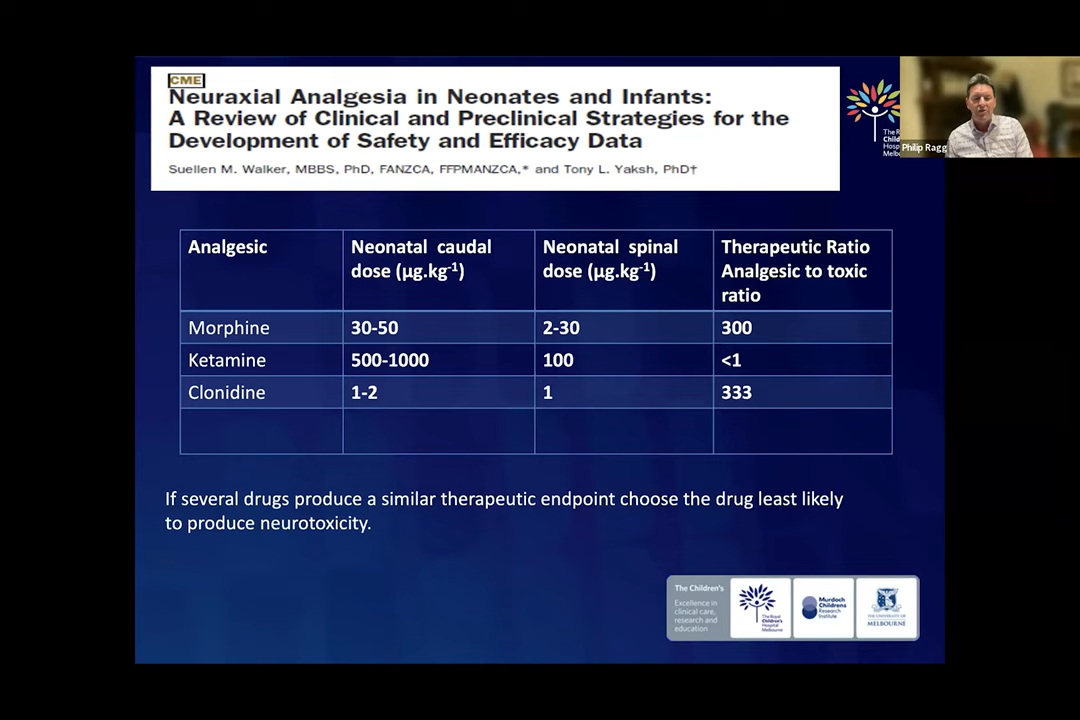 CME
Neuraxial Analgesia in Neonates and Infants:
A Review of Clinical and Preclinical Strategies for the
Development of Safety and Efficacy Data
Suellen M. Walker, MBBS, PhD, FANZCA, FFPMANZCA,* and Tony L. Yaksh, PhD†
Philip Ragg
Analgesic
Neonatal caudal
dose (µg.kg-1)
Neonatal spinal
dose (µg.kg-1)
Therapeutic Ratio
Analgesic to toxic
ratio
Morphine 30-50 2-30 300
Ketamine 500-1000 100 <1
Clonidine 1-2 1 333
If several drugs produce a similar therapeutic endpoint choose the drug least likely
to produce neurotoxicity.
The Children's
Excellence in
clinical care,
research and
education
The Royal
Children's
Hospital
Melbourne
Murdoch
Childrens
Research
Institute
THE UNIVERSITY OF
MELBOURNE